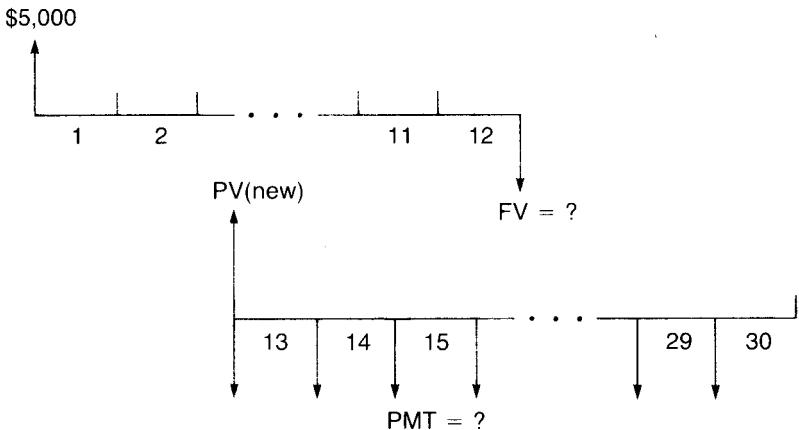 $5,000
1 2 . . . 11 12
PV(new)
FV = ?
13 14 15 . . . 29 30
PMT = ?